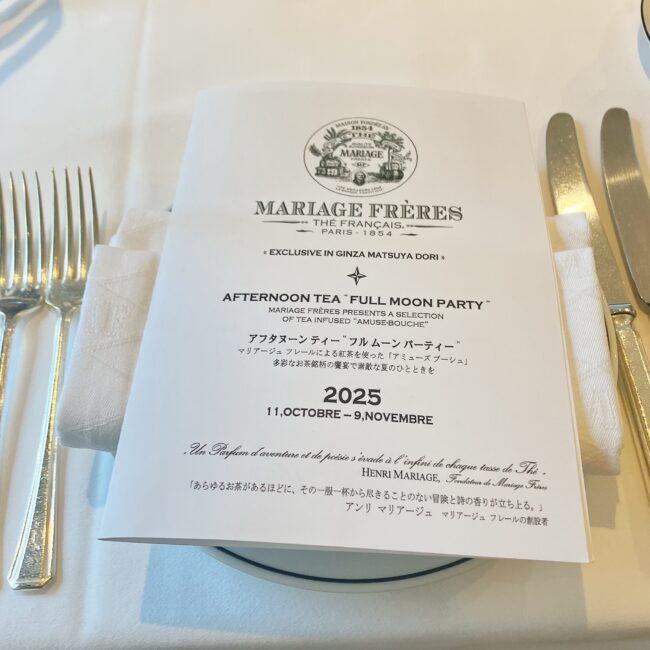 MAISON FONDÉE EN
1854
THÉ
MARIAGE
FRÈRES
MARIAGE FRÈRES
THÉ FRANÇAIS
PARIS - 1854
« EXCLUSIVE IN GINZA MATSUYA DORI »
AFTERNOON TEA "FULL MOON PARTY"
MARIAGE FRÈRES PRESENTS A SELECTION
OF TEA INFUSED "AMUSE-BOUCHE"
アフタヌーン ティー "フル ムーン パーティー"
マリアージュ フレールによる紅茶を使った「アミューズ ブーシュ」
多彩なお茶銘柄の饗宴で素敵な夏のひとときを
2025
11,OCTOBRE – 9,NOVEMBRE
„Un Parfum d'aventure et de poésie s'évade à l'infini de chaque tasse de Thé„
HENRI MARIAGE, Fondateur de Mariage Frères
「あらゆるお茶があるほどに、その一服一杯から尽きることのない冒険と詩の香りが立ち上る。」
アンリ マリアージュ マリアージュ フレールの創設者